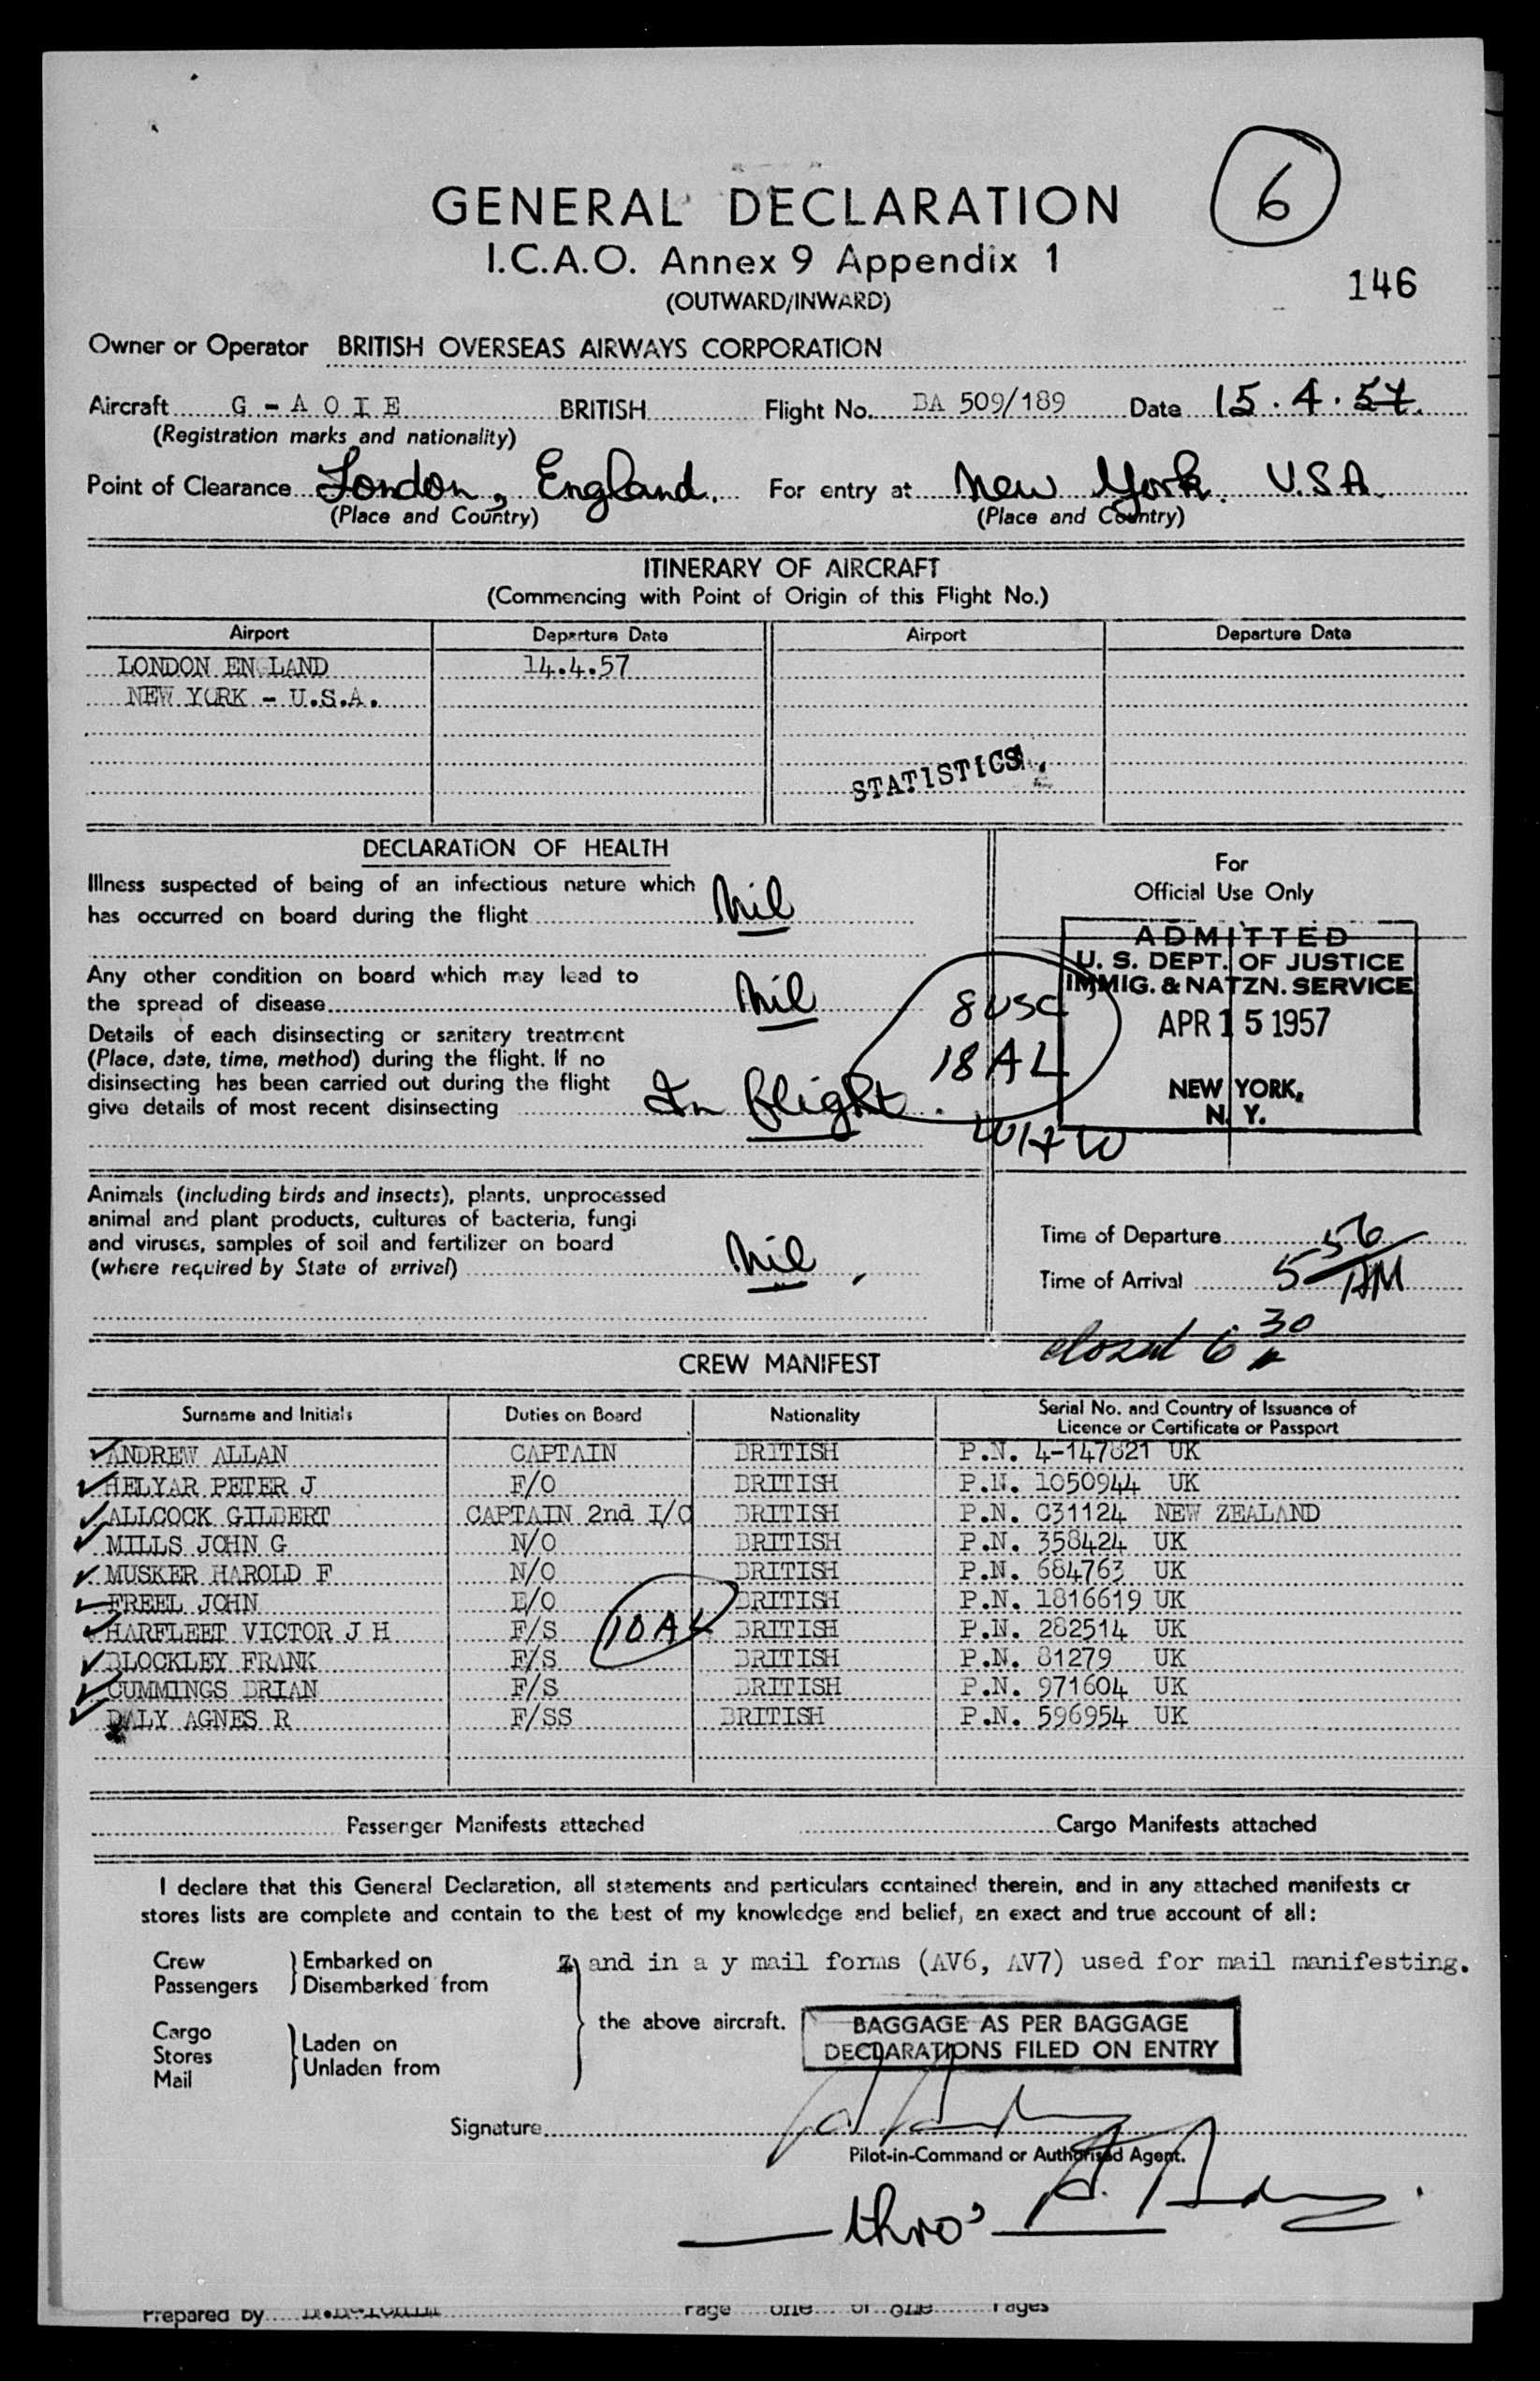 6
GENERAL DECLARATION
I.C.A.O. Annex 9 Appendix 1
(OUTWARD/INWARD)
146
Owner or Operator BRITISH OVERSEAS AIRWAYS CORPORATION
Aircraft G - A O I E BRITISH Flight No. BA 509/189 Date 15.4.57.
(Registration marks and nationality)
Point of Clearance London, England. For entry at New York. U.S.A.
(Place and Country) (Place and Country)
ITINERARY OF AIRCRAFT
(Commencing with Point of Origin of this Flight No.)
Airport Departure Date Airport Departure Date
LONDON EN LAND 14.4.57
NEW YORK - U.S.A.
STATISTICS
DECLARATION OF HEALTH
Illness suspected of being of an infectious nature which
has occurred on board during the flight Nil
Any other condition on board which may lead to
the spread of disease Nil
Details of each disinsecting or sanitary treatment
(Place, date, time, method) during the flight. If no
disinsecting has been carried out during the flight
give details of most recent disinsecting In flight.
For
Official Use Only
ADMITTED
U. S. DEPT. OF JUSTICE
IMMIG. & NATZN. SERVICE
APR 15 1957
NEW YORK,
N. Y.
8 USC
18 AL
Animals (including birds and insects), plants, unprocessed
animal and plant products, cultures of bacteria, fungi
and viruses, samples of soil and fertilizer on board
(where required by State of arrival) Nil
Time of Departure
Time of Arrival 5 56 AM
closed 6 30
CREW MANIFEST
Surname and Initials Duties on Board Nationality Serial No. and Country of Issuance of
Licence or Certificate or Passport
ANDREW ALLAN CAPTAIN BRITISH P.N. 4-147821 UK
HELYAR PETER J F/O BRITISH P.N. 1050944 UK
ALLCOCK GILBERT CAPTAIN 2nd I/C BRITISH P.N. C31124 NEW ZEALAND
MILLS JOHN G N/O BRITISH P.N. 358424 UK
MUSKER HAROLD F N/O BRITISH P.N. 684763 UK
FREEL JOHN E/O BRITISH P.N. 1816619 UK
HARFLEET VICTOR J H F/S BRITISH P.N. 282514 UK
BLOCKLEY FRANK F/S BRITISH P.N. 81279 UK
CUMMINGS BRIAN F/S BRITISH P.N. 971604 UK
DALY AGNES R F/SS BRITISH P.N. 596954 UK
10 AL
Passenger Manifests attached Cargo Manifests attached
I declare that this General Declaration, all statements and particulars contained therein, and in any attached manifests or
stores lists are complete and contain to the best of my knowledge and belief, an exact and true account of all:
Crew Embarked on and in a y mail forms (AV6, AV7) used for mail manifesting.
Passengers Disembarked from
the above aircraft.
Cargo
Stores Laden on
Mail Unladen from
BAGGAGE AS PER BAGGAGE
DECLARATIONS FILED ON ENTRY
Signature
Pilot-in-Command or Authorised Agent.
thro'
Prepared by Page one of one Pages